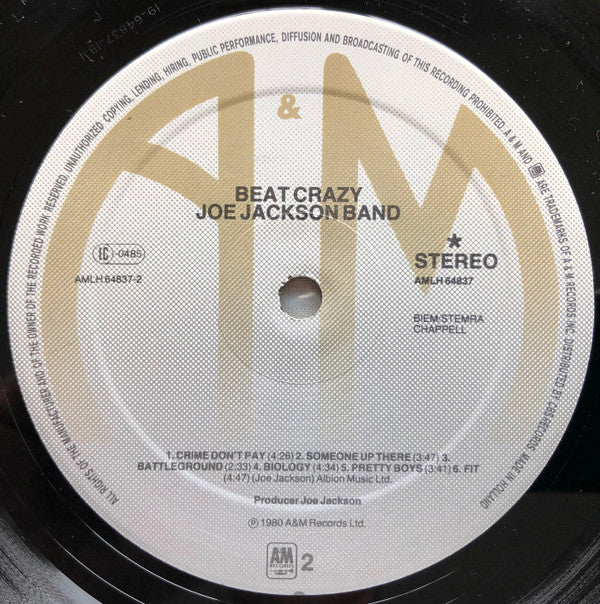 ALL RIGHTS OF THE MANUFACTURER AND OF THE OWNER OF THE RECORDED WORK RESERVED. UNAUTHORIZED COPYING, LENDING, HIRING, PUBLIC PERFORMANCE, DIFFUSION AND BROADCASTING OF THIS RECORDING PROHIBITED. A & M AND AM ARE TRADEMARKS OF A & M RECORDS INC. DISTRIBUTED BY CBS RECORDS. MADE IN HOLLAND
A & M
BEAT CRAZY
JOE JACKSON BAND
LC-0485
AMLH 64837-2
*
STEREO
AMLH 64837
BIEM/STEMRA
CHAPPELL
1. CRIME DON'T PAY (4:26) 2. SOMEONE UP THERE (3:47) 3.
BATTLEGROUND (2:33) 4. BIOLOGY (4:34) 5. PRETTY BOYS (3:41) 6. FIT
(4:47) (Joe Jackson) Albion Music Ltd.
Producer Joe Jackson
℗ 1980 A&M Records Ltd.
AM
RECORDS
2